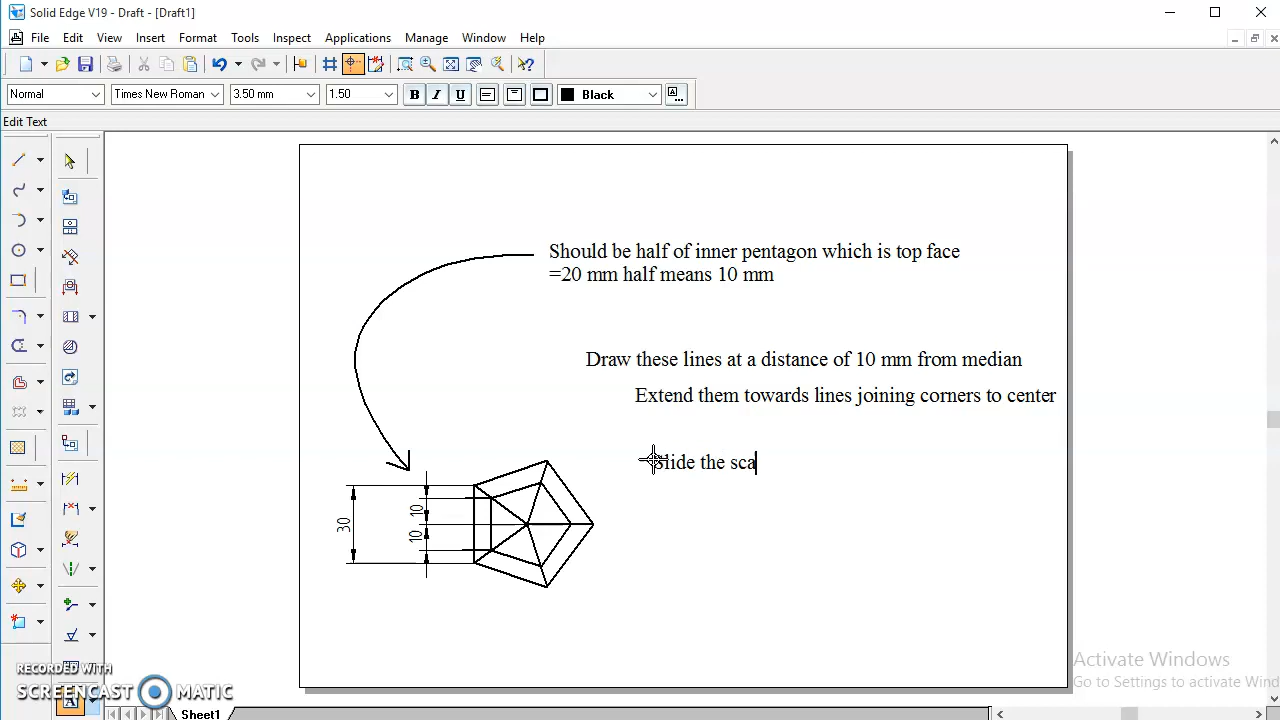 Solid Edge V19 - Draft - [Draft1]
File Edit View Insert Format Tools Inspect Applications Manage Window Help
Normal Times New Roman 3.50 mm 1.50 B I U Black
Edit Text
Should be half of inner pentagon which is top face
=20 mm half means 10 mm
Draw these lines at a distance of 10 mm from median
Extend them towards lines joining corners to center
Slide the sca
30
10
10
Activate Windows
Go to Settings to activate Wind
RECORDED WITH
SCREENCAST MATIC
Sheet1